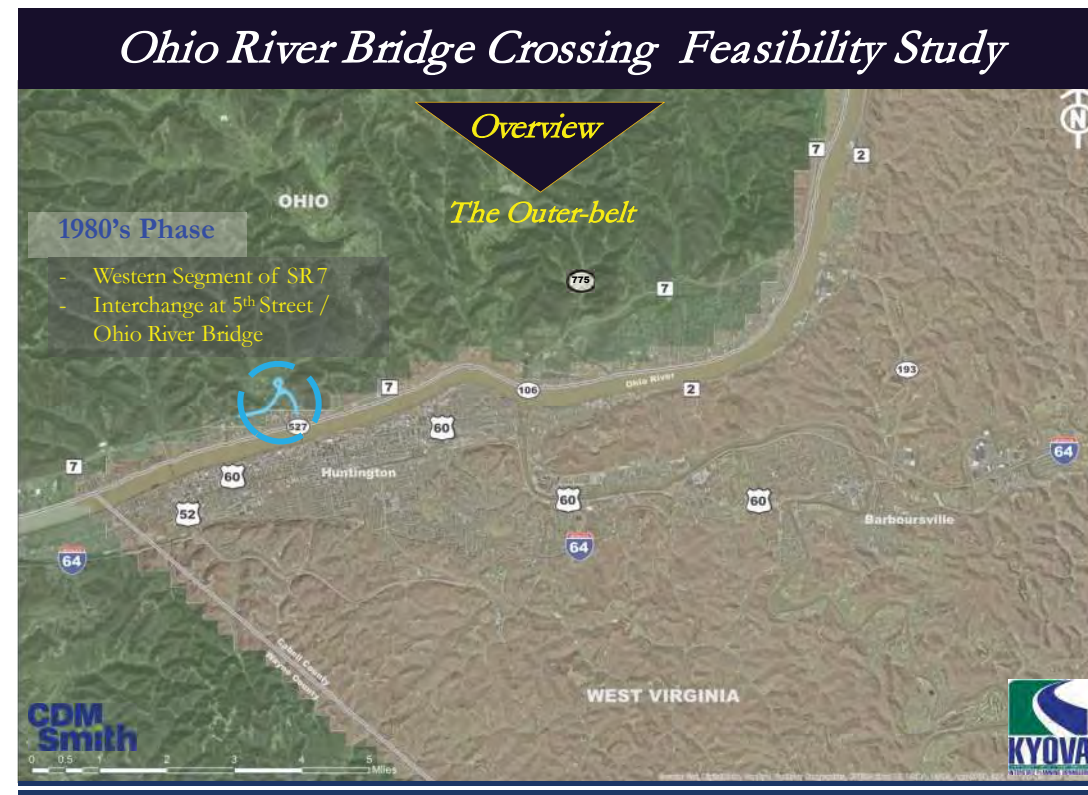 Ohio River Bridge Crossing Feasibility Study
Overview
The Outer-belt
N
7
2
OHIO
1980's Phase
- Western Segment of SR7
- Interchange at 5th Street /
Ohio River Bridge
775
7
193
Ohio River
7
106
2
527
60
64
7
60
Huntington
60
60
52
Barboursville
64
64
Cabell County
Wayne County
WEST VIRGINIA
CDM
Smith
KYOVA
0 0.5 1 2 3 4 5
Miles